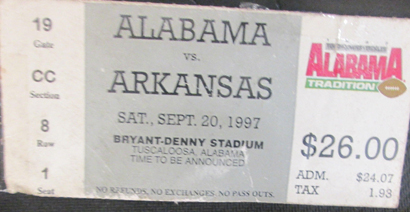 19
Gate
CC
Section
8
Row
1
Seat
ALABAMA
VS.
ARKANSAS
SAT., SEPT. 20, 1997
BRYANT-DENNY STADIUM
TUSCALOOSA, ALABAMA
TIME TO BE ANNOUNCED
NO REFUNDS, NO EXCHANGES, NO PASS OUTS.
ALABAMA
TRADITION
$26.00
ADM. $24.07
TAX 1.93